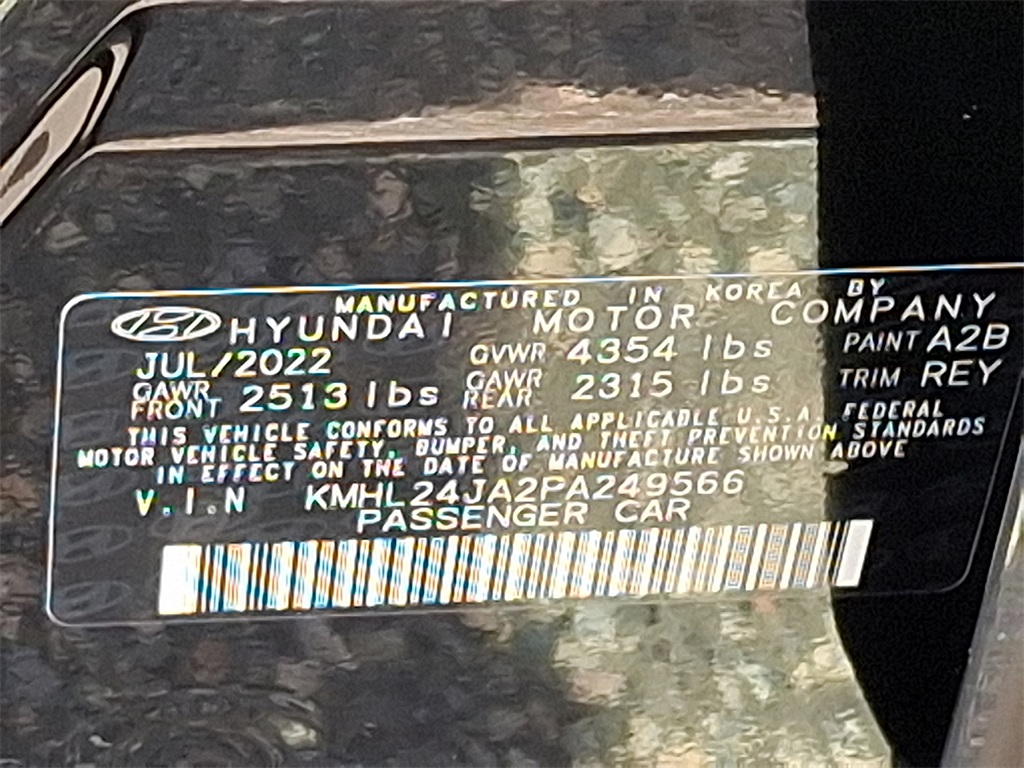 MANUFACTURED IN KOREA BY
HYUNDAI MOTOR COMPANY
JUL/2022 GVWR 4354 lbs PAINT A2B
GAWR FRONT 2513 lbs GAWR REAR 2315 lbs TRIM REY
THIS VEHICLE CONFORMS TO ALL APPLICABLE U.S.A. FEDERAL
MOTOR VEHICLE SAFETY, BUMPER, AND THEFT PREVENTION STANDARDS
IN EFFECT ON THE DATE OF MANUFACTURE SHOWN ABOVE
V.I.N KMHL24JA2PA249566
PASSENGER CAR